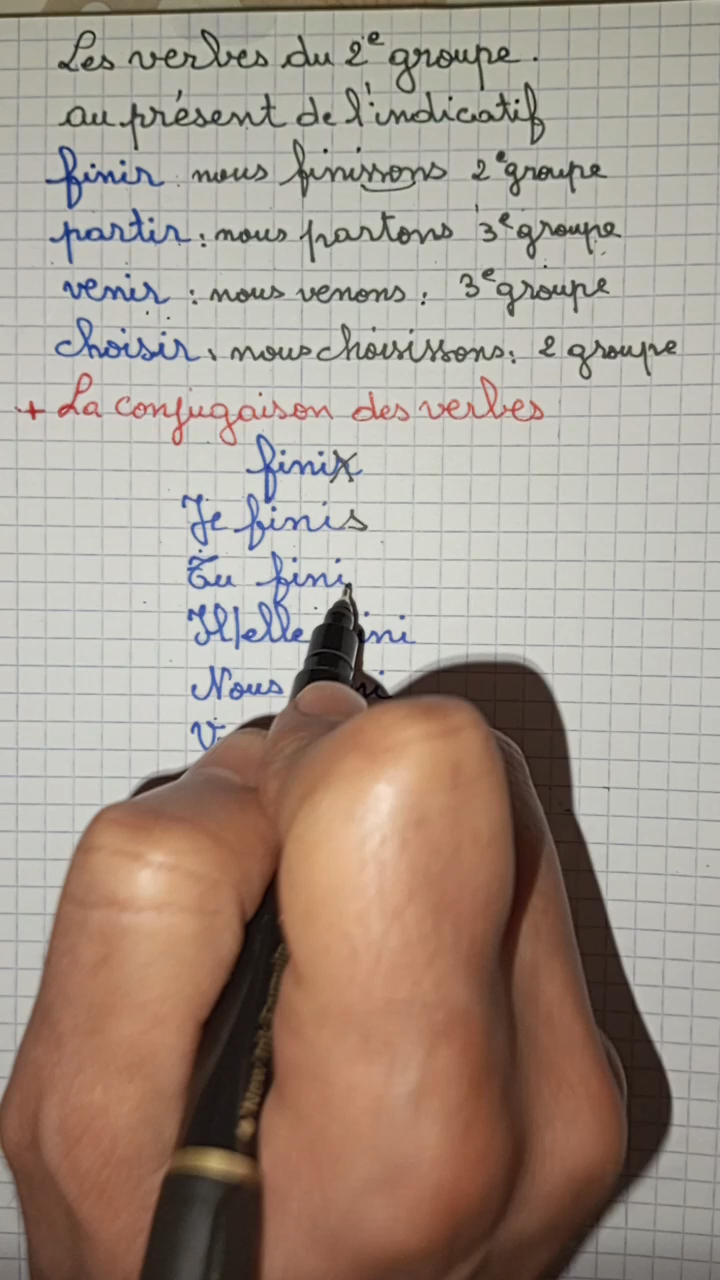 Les verbes du 2e groupe.
au présent de l'indicatif
finir : nous finissons 2e groupe
partir : nous partons 3e groupe
venir : nous venons : 3e groupe
choisir : nous choisissons : 2 groupe
+ La conjugaison des verbes
finir
Je finis
Tu fini
Il/elle fini
Nous